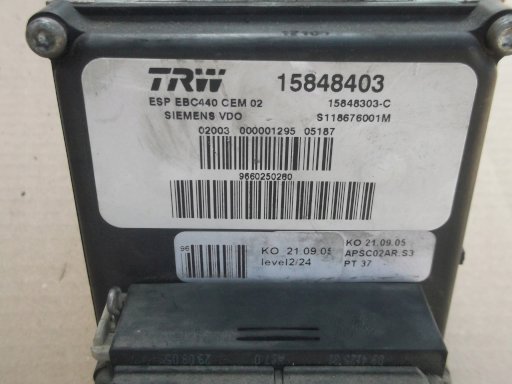 TRW 15848403
ESP EBC440 CEM 02 15848303-C
SIEMENS VDO S118676001M
02003 000001295 05187
9660250280
96
KO 21.09.05
level2/24
KO 21.09.05
APSC02AR.S3
PT 37